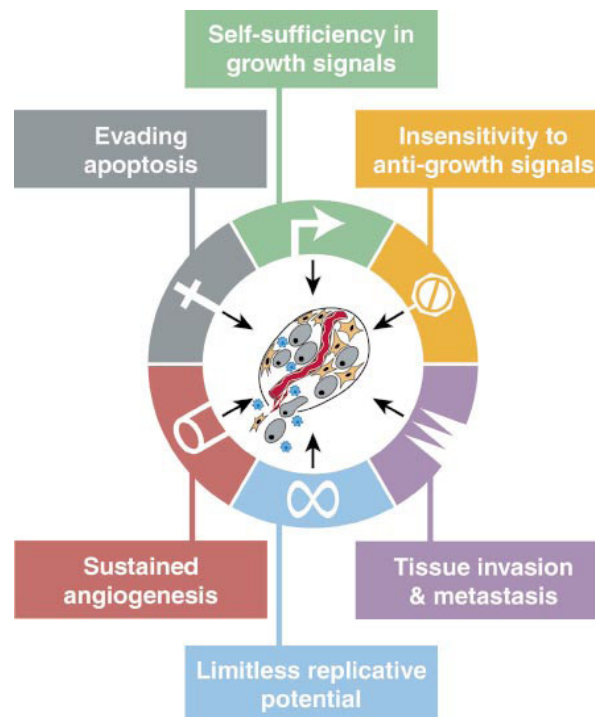 Self-sufficiency in
growth signals
Evading
apoptosis
Insensitivity to
anti-growth signals
Sustained
angiogenesis
Tissue invasion
& metastasis
Limitless replicative
potential